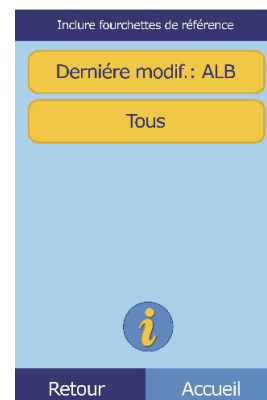 Inclure fourchettes de référence
Derniére modif.: ALB
Tous
i
Retour Accueil